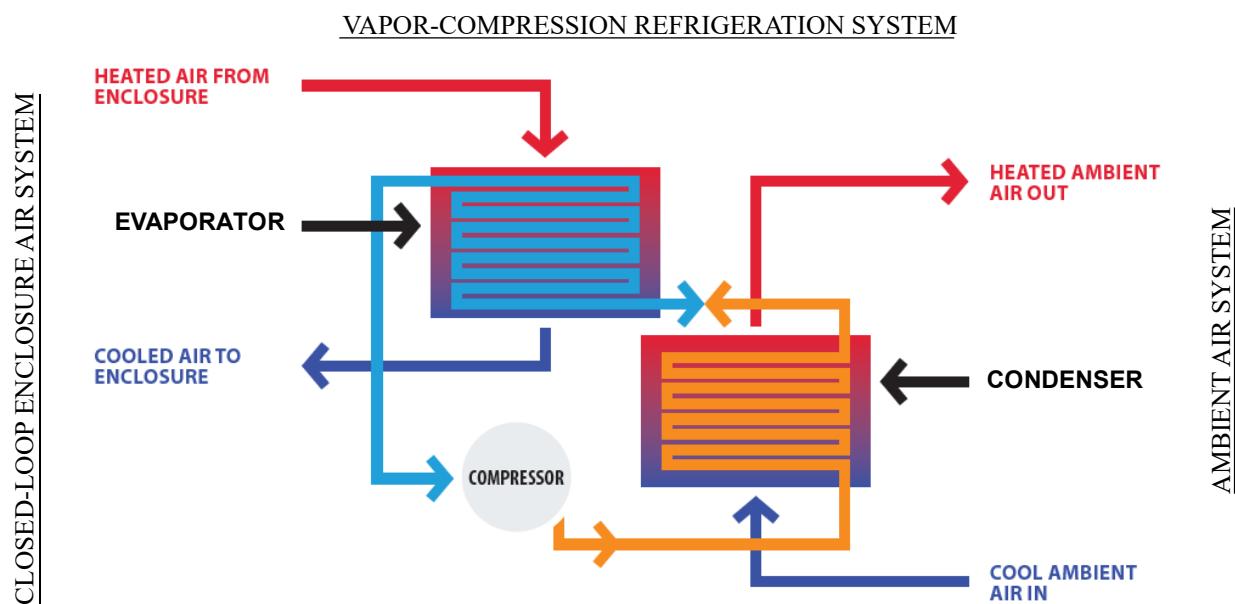 VAPOR-COMPRESSION REFRIGERATION SYSTEM
CLOSED-LOOP ENCLOSURE AIR SYSTEM
HEATED AIR FROM
ENCLOSURE
HEATED AMBIENT
AIR OUT
EVAPORATOR
COOLED AIR TO
ENCLOSURE
CONDENSER
COMPRESSOR
COOL AMBIENT
AIR IN
AMBIENT AIR SYSTEM